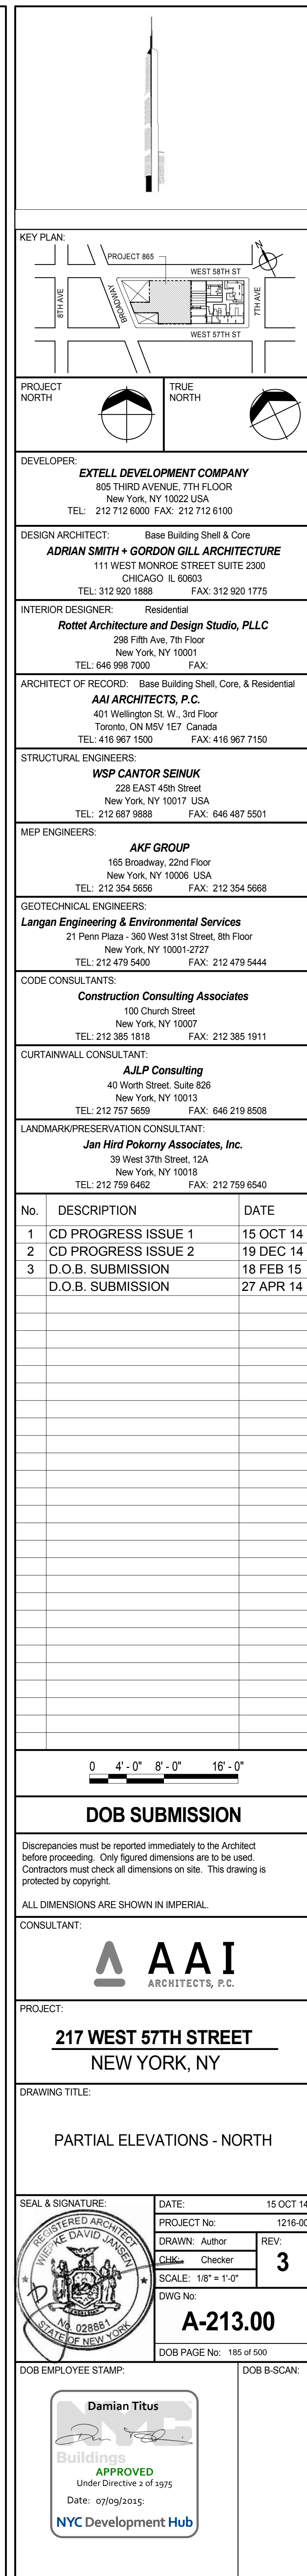 KEY PLAN:
N
PROJECT 865
WEST 58TH ST
8TH AVE
BROADWAY
7TH AVE
WEST 57TH ST
PROJECT
NORTH
TRUE
NORTH
DEVELOPER:
EXTELL DEVELOPMENT COMPANY
805 THIRD AVENUE, 7TH FLOOR
New York, NY 10022 USA
TEL: 212 712 6000 FAX: 212 712 6100
DESIGN ARCHITECT: Base Building Shell & Core
ADRIAN SMITH + GORDON GILL ARCHITECTURE
111 WEST MONROE STREET SUITE 2300
CHICAGO IL 60603
TEL: 312 920 1888 FAX: 312 920 1775
INTERIOR DESIGNER: Residential
Rottet Architecture and Design Studio, PLLC
298 Fifth Ave, 7th Floor
New York, NY 10001
TEL: 646 998 7000 FAX:
ARCHITECT OF RECORD: Base Building Shell, Core, & Residential
AAI ARCHITECTS, P.C.
401 Wellington St. W., 3rd Floor
Toronto, ON M5V 1E7 Canada
TEL: 416 967 1500 FAX: 416 967 7150
STRUCTURAL ENGINEERS:
WSP CANTOR SEINUK
228 EAST 45th Street
New York, NY 10017 USA
TEL: 212 687 9888 FAX: 646 487 5501
MEP ENGINEERS:
AKF GROUP
165 Broadway, 22nd Floor
New York, NY 10006 USA
TEL: 212 354 5656 FAX: 212 354 5668
GEOTECHNICAL ENGINEERS:
Langan Engineering & Environmental Services
21 Penn Plaza - 360 West 31st Street, 8th Floor
New York, NY 10001-2727
TEL: 212 479 5400 FAX: 212 479 5444
CODE CONSULTANTS:
Construction Consulting Associates
100 Church Street
New York, NY 10007
TEL: 212 385 1818 FAX: 212 385 1911
CURTAINWALL CONSULTANT:
AJLP Consulting
40 Worth Street. Suite 826
New York, NY 10013
TEL: 212 757 5659 FAX: 646 219 8508
LANDMARK/PRESERVATION CONSULTANT:
Jan Hird Pokorny Associates, Inc.
39 West 37th Street, 12A
New York, NY 10018
TEL: 212 759 6462 FAX: 212 759 6540
No. DESCRIPTION DATE
1 CD PROGRESS ISSUE 1 15 OCT 14
2 CD PROGRESS ISSUE 2 19 DEC 14
3 D.O.B. SUBMISSION 18 FEB 15
D.O.B. SUBMISSION 27 APR 14
0 4' - 0" 8' - 0" 16' - 0"
DOB SUBMISSION
Discrepancies must be reported immediately to the Architect
before proceeding. Only figured dimensions are to be used.
Contractors must check all dimensions on site. This drawing is
protected by copyright.
ALL DIMENSIONS ARE SHOWN IN IMPERIAL.
CONSULTANT:
AAI
ARCHITECTS, P.C.
PROJECT:
217 WEST 57TH STREET
NEW YORK, NY
DRAWING TITLE:
PARTIAL ELEVATIONS - NORTH
SEAL & SIGNATURE:
REGISTERED ARCHITECT
WIEPKE DAVID JANSSEN
No. 028881
STATE OF NEW YORK
DATE: 15 OCT 14
PROJECT No: 1216-00
DRAWN: Author
CHK: Checker
SCALE: 1/8" = 1'-0"
REV:
3
DWG No:
A-213.00
DOB PAGE No: 185 of 500
DOB EMPLOYEE STAMP:
DOB B-SCAN:
NYC
Damian Titus
Buildings
APPROVED
Under Directive 2 of 1975
Date: 07/09/2015:
NYC Development Hub